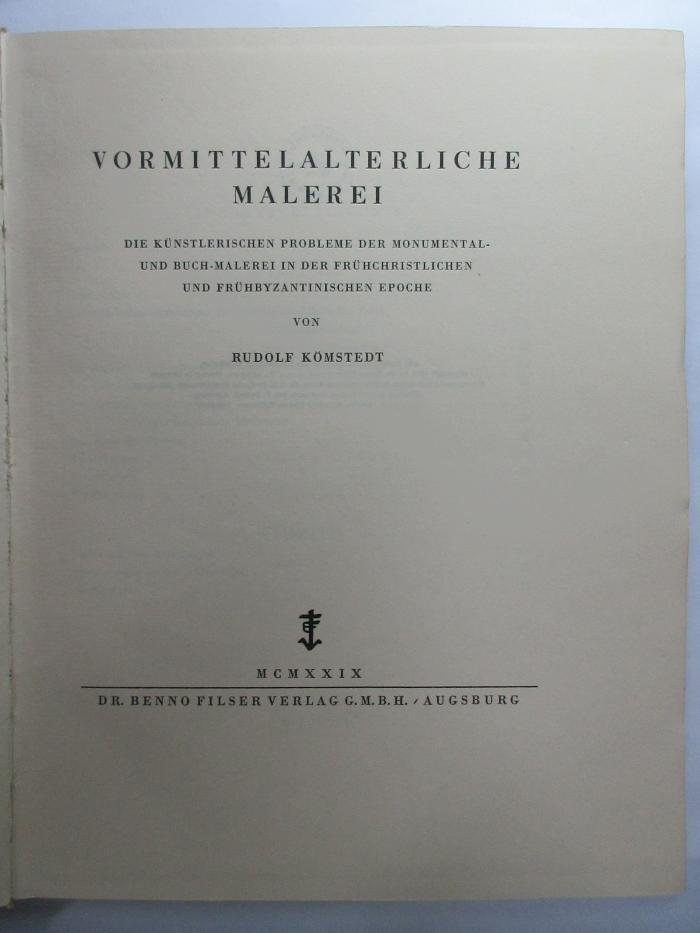 VORMITTELALTERLICHE
MALEREI
DIE KÜNSTLERISCHEN PROBLEME DER MONUMENTAL-
UND BUCH-MALEREI IN DER FRÜHCHRISTLICHEN
UND FRÜHBYZANTINISCHEN EPOCHE
VON
RUDOLF KÖMSTEDT
MCMXXIX
DR. BENNO FILSER VERLAG G.M.B.H. / AUGSBURG